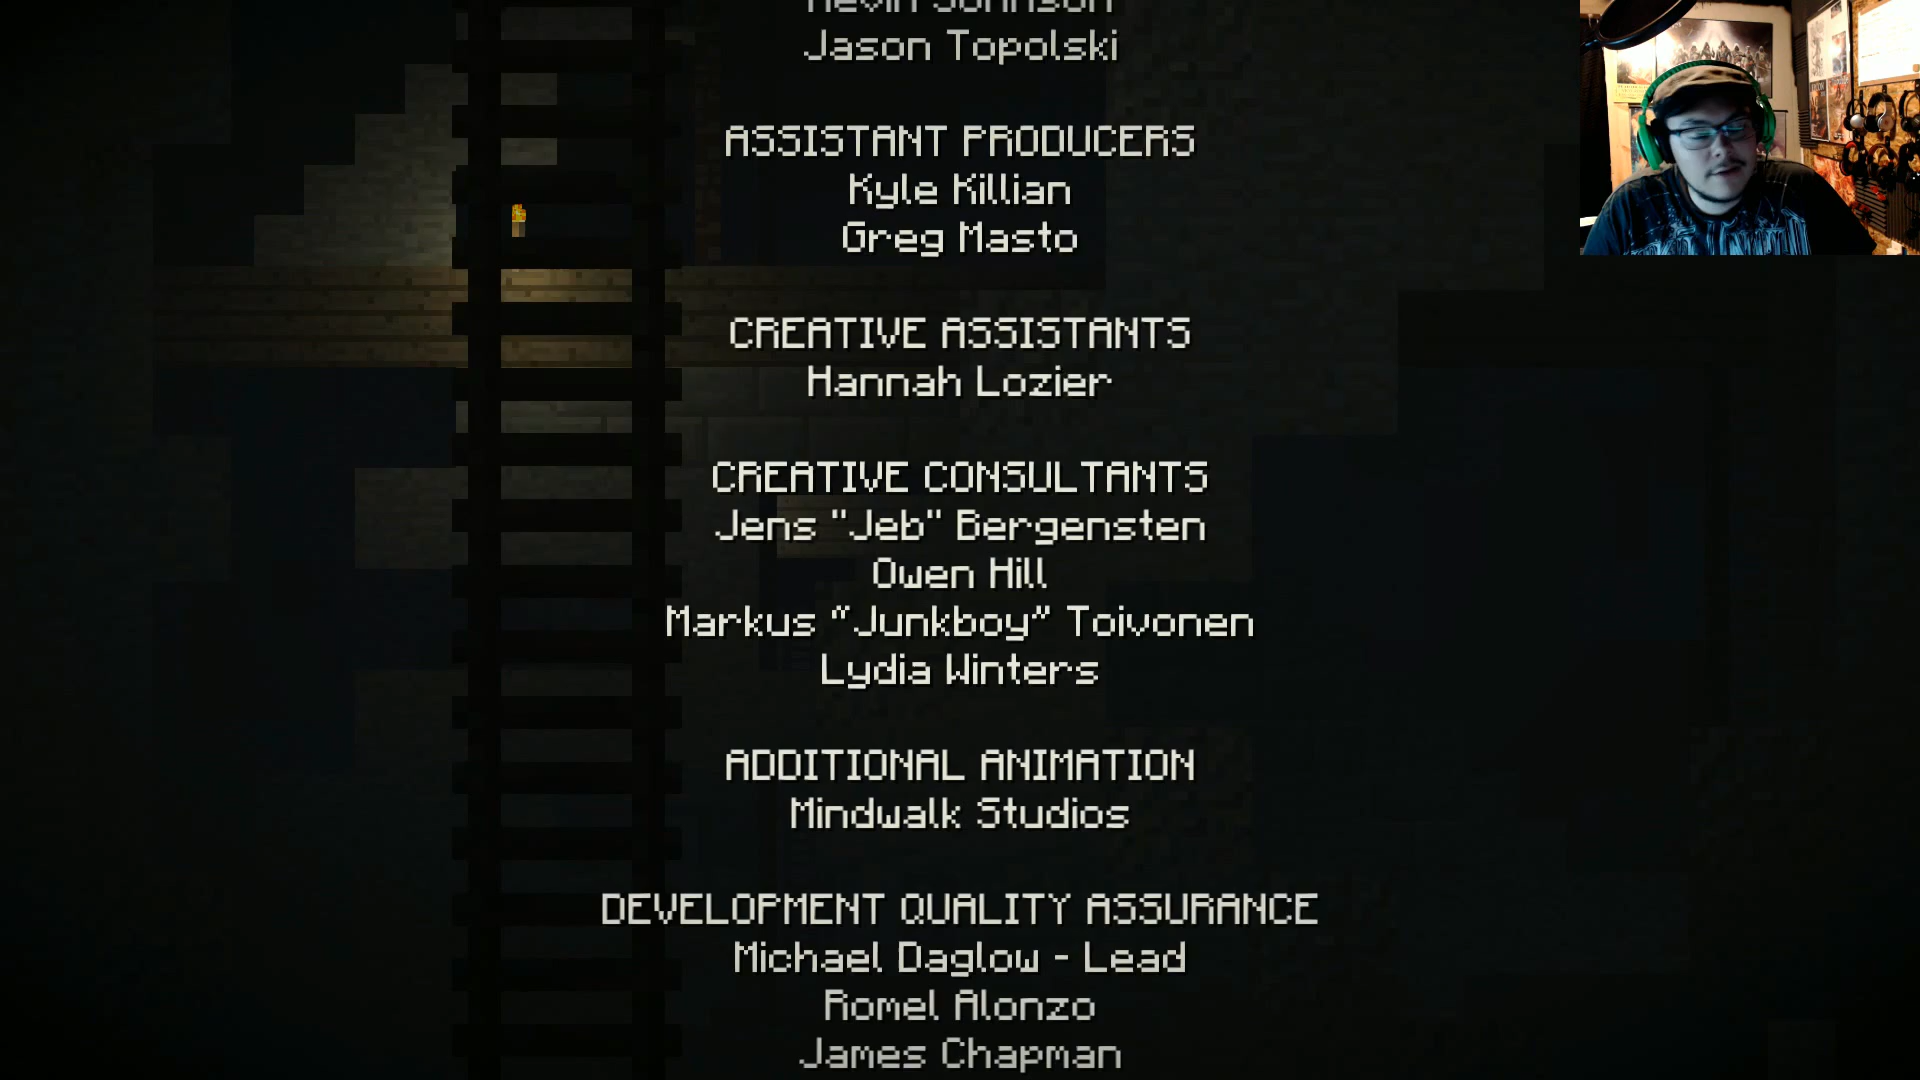 Kevin Johnson
Jason Topolski
ASSISTANT PRODUCERS
Kyle Killian
Greg Masto
CREATIVE ASSISTANTS
Hannah Lozier
CREATIVE CONSULTANTS
Jens "Jeb" Bergensten
Owen Hill
Markus “Junkboy” Toivonen
Lydia Winters
ADDITIONAL ANIMATION
Mindwalk Studios
DEVELOPMENT QUALITY ASSURANCE
Michael Daglow - Lead
Romel Alonzo
James Chapman